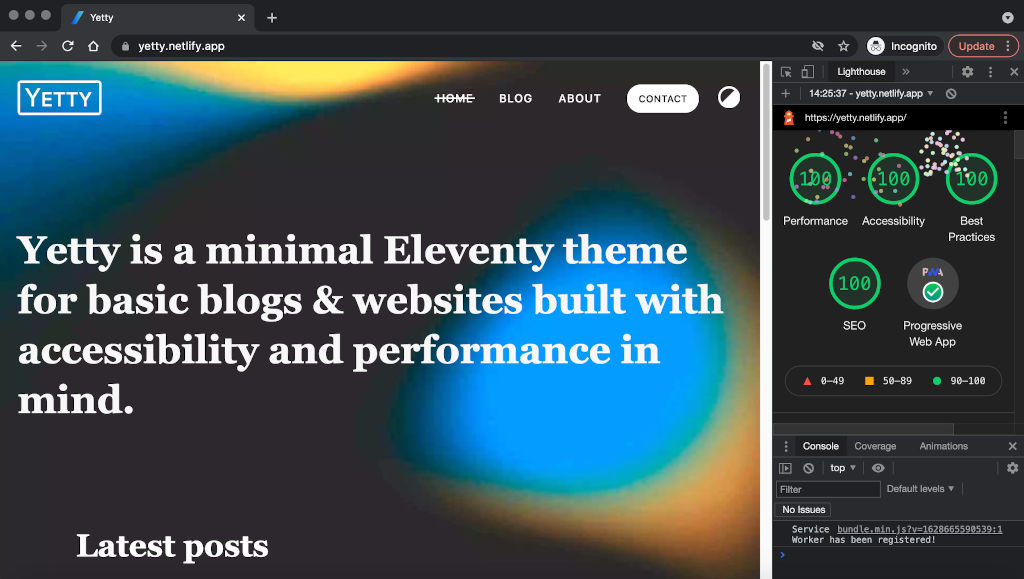 Yetty
yetty.netlify.app
Incognito
Update
YETTY
HOME
BLOG
ABOUT
CONTACT
Yetty is a minimal Eleventy theme
for basic blogs & websites built with
accessibility and performance in
mind.
Latest posts
Lighthouse
14:25:37 - yetty.netlify.app
https://yetty.netlify.app/
100
100
100
Performance
Accessibility
Best
Practices
100
PWA
SEO
Progressive
Web App
0–49
50–89
90–100
Console
Coverage
Animations
top
Filter
Default levels
No Issues
Service bundle.min.js?v=1628665590539:1
Worker has been registered!